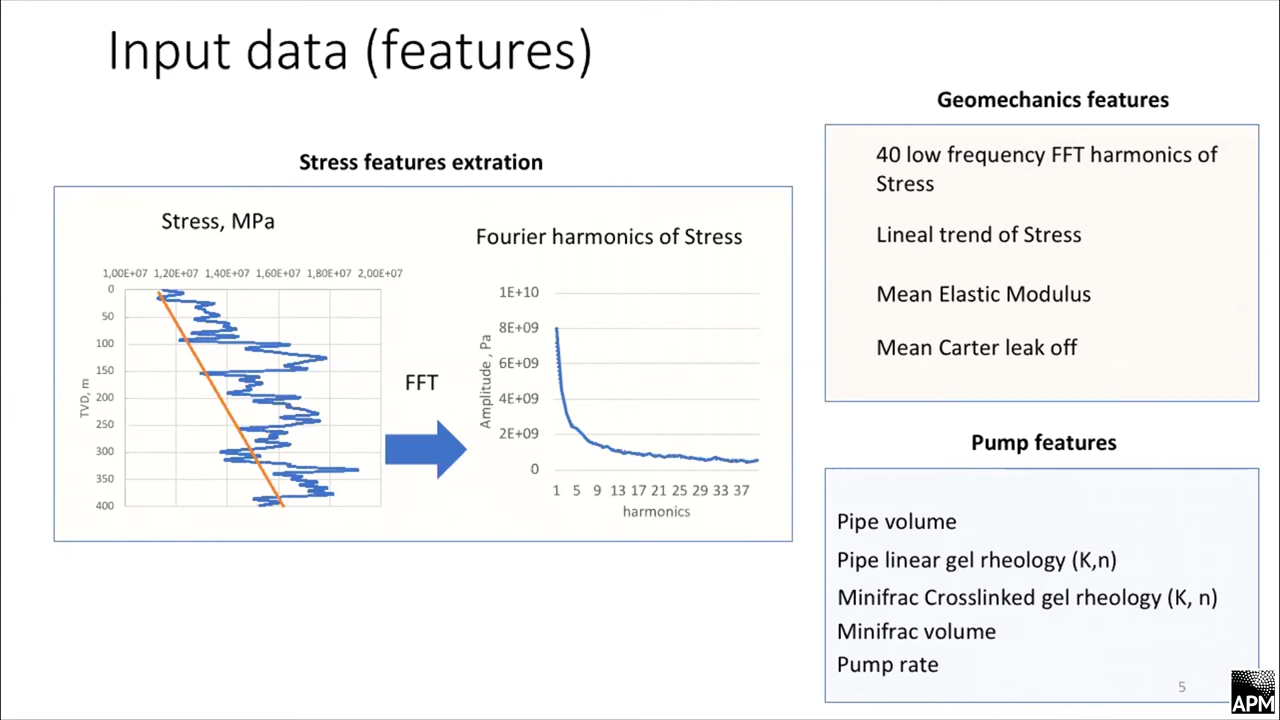 Input data (features)
Stress features extration
Stress, MPa
1,00E+07 1,20E+07 1,40E+07 1,60E+07 1,80E+07 2,00E+07
0
50
100
150
200
250
300
350
400
TVD, m
FFT
Fourier harmonics of Stress
1E+10
8E+09
6E+09
4E+09
2E+09
0
Amplitude , Pa
1 5 9 13 17 21 25 29 33 37
harmonics
Geomechanics features
40 low frequency FFT harmonics of
Stress
Lineal trend of Stress
Mean Elastic Modulus
Mean Carter leak off
Pump features
Pipe volume
Pipe linear gel rheology (K,n)
Minifrac Crosslinked gel rheology (K, n)
Minifrac volume
Pump rate
5
APM